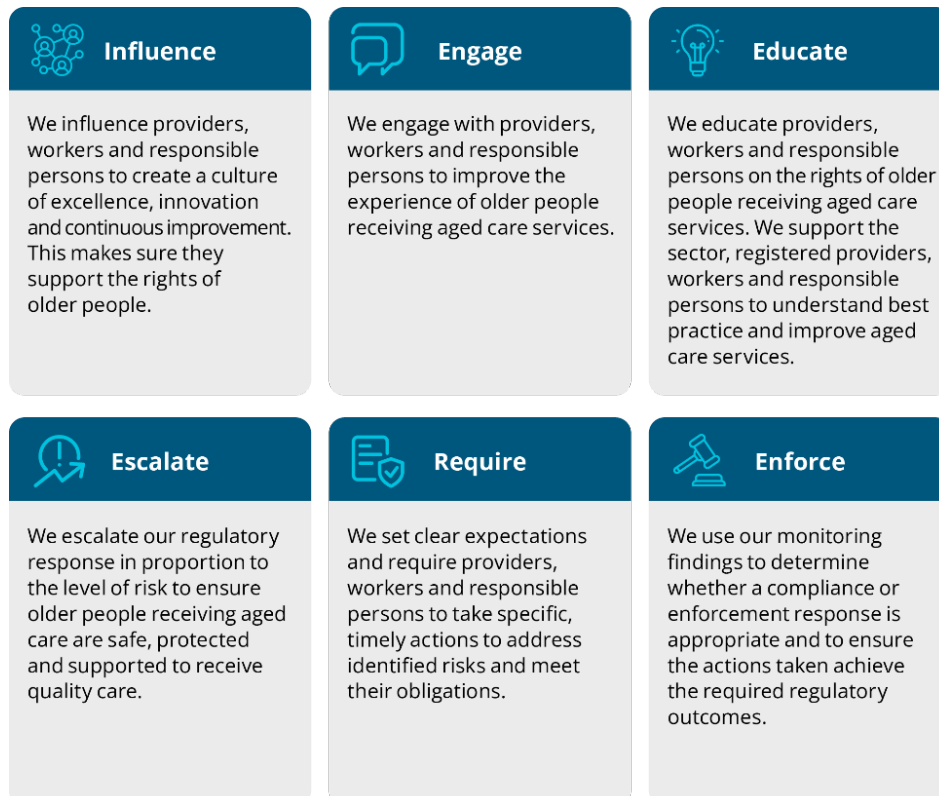 Influence
We influence providers,
workers and responsible
persons to create a culture
of excellence, innovation
and continuous improvement.
This makes sure they
support the rights of
older people.
Engage
We engage with providers,
workers and responsible
persons to improve the
experience of older people
receiving aged care services.
Educate
We educate providers,
workers and responsible
persons on the rights of older
people receiving aged care
services. We support the
sector, registered providers,
workers and responsible
persons to understand best
practice and improve aged
care services.
Escalate
We escalate our regulatory
response in proportion to
the level of risk to ensure
older people receiving aged
care are safe, protected
and supported to receive
quality care.
Require
We set clear expectations
and require providers,
workers and responsible
persons to take specific,
timely actions to address
identified risks and meet
their obligations.
Enforce
We use our monitoring
findings to determine
whether a compliance or
enforcement response is
appropriate and to ensure
the actions taken achieve
the required regulatory
outcomes.